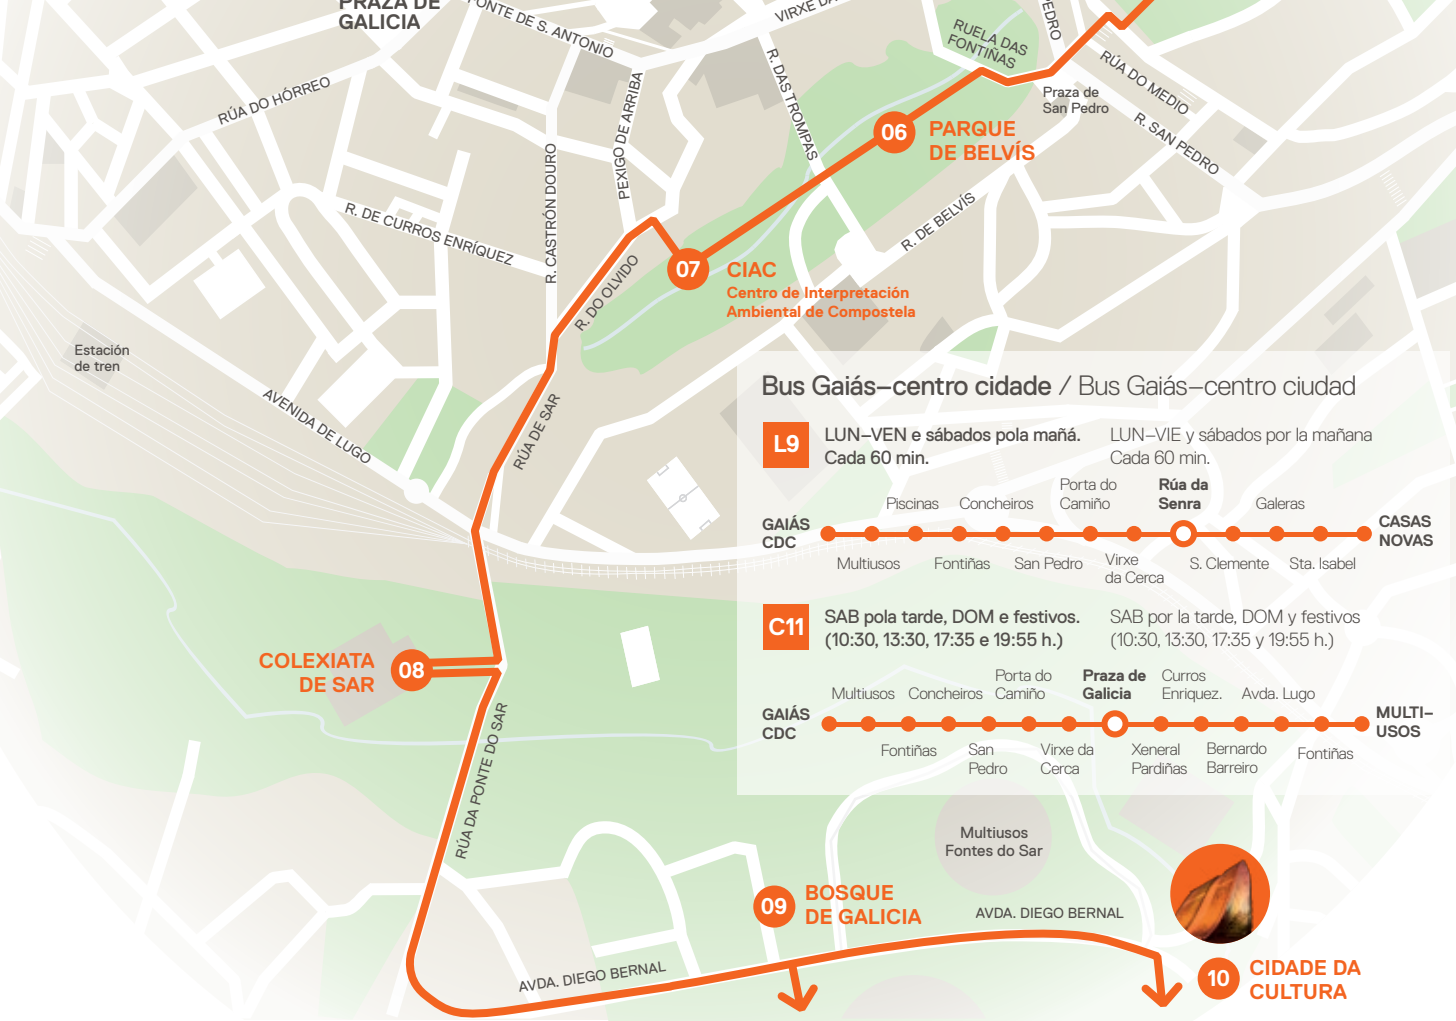 PRAZA DE
GALICIA
PONTE DE S. ANTONIO
VIRXE DA
RUELA DAS
FONTIÑAS
PEDRO
RÚA DO HÓRREO
R. DAS TROMPAS
RÚA DO MEDIO
Praza de
San Pedro
R. SAN PEDRO
06
PARQUE
DE BELVÍS
PEXIGO DE ARRIBA
R. CASTRÓN DOURO
R. DE CURROS ENRÍQUEZ
R. DE BELVÍS
07
CIAC
Centro de Interpretación
Ambiental de Compostela
R. DO OLVIDO
Estación
de tren
AVENIDA DE LUGO
RÚA DE SAR
Bus Gaiás–centro cidade / Bus Gaiás–centro ciudad
L9
LUN–VEN e sábados pola mañá.
Cada 60 min.
LUN–VIE y sábados por la mañana
Cada 60 min.
GAIÁS
CDC
Piscinas
Concheiros
Porta do
Camiño
Rúa da
Senra
Galeras
CASAS
NOVAS
Multiusos
Fontiñas
San Pedro
Virxe
da Cerca
S. Clemente
Sta. Isabel
C11
SAB pola tarde, DOM e festivos.
(10:30, 13:30, 17:35 e 19:55 h.)
SAB por la tarde, DOM y festivos
(10:30, 13:30, 17:35 y 19:55 h.)
GAIÁS
CDC
Multiusos
Concheiros
Porta do
Camiño
Praza de
Galicia
Curros
Enriquez.
Avda. Lugo
MULTI–
USOS
Fontiñas
San
Pedro
Virxe da
Cerca
Xeneral
Pardiñas
Bernardo
Barreiro
Fontiñas
COLEXIATA
DE SAR
08
RÚA DA PONTE DO SAR
Multiusos
Fontes do Sar
09
BOSQUE
DE GALICIA
AVDA. DIEGO BERNAL
AVDA. DIEGO BERNAL
10
CIDADE DA
CULTURA